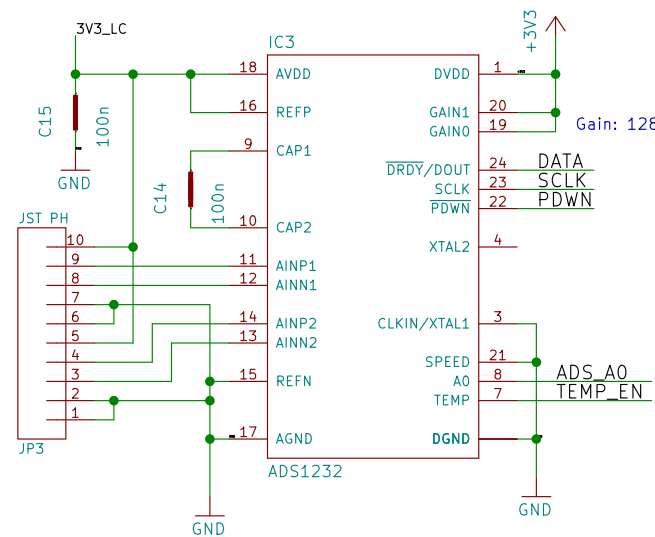 3V3_LC
+3V3
IC3
18 AVDD DVDD 1
16 REFP GAIN1 20
GAIN0 19
Gain: 128
C15 100n
9 CAP1
GND
C14 100n
DRDY/DOUT 24 DATA
SCLK 23 SCLK
PDWN 22 PDWN
JST PH
10 CAP2
10
XTAL2 4
9 11 AINP1
8 12 AINN1
7
6 14 AINP2 CLKIN/XTAL1 3
5 13 AINN2
4 SPEED 21
3 15 REFN A0 8 ADS_A0
2 TEMP 7 TEMP_EN
1
17 AGND DGND
JP3
ADS1232
GND
GND